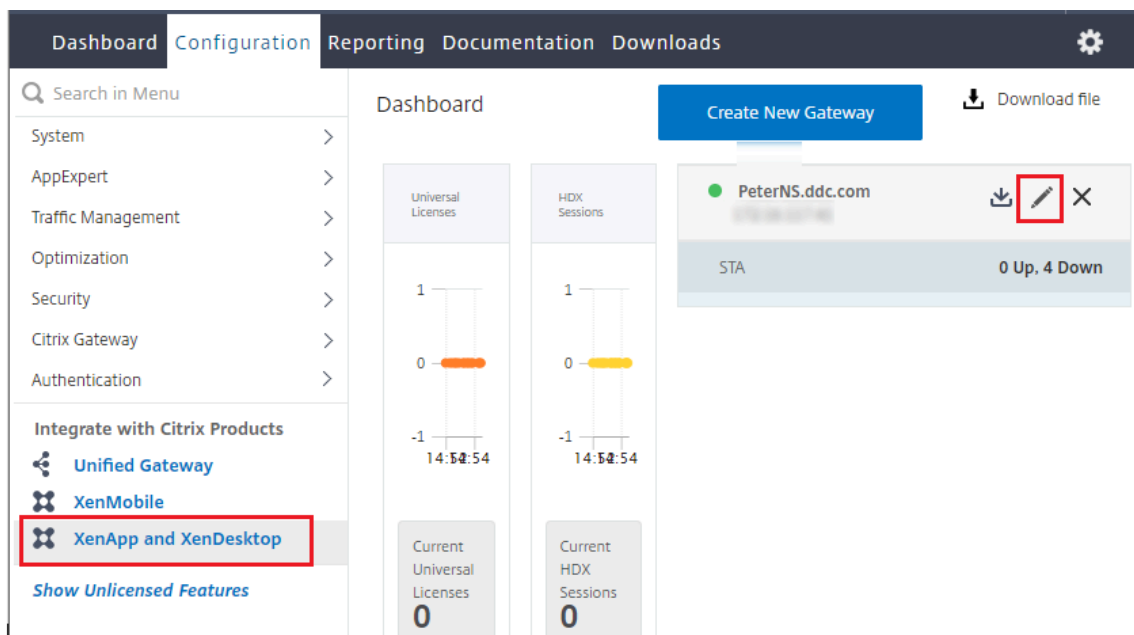 Dashboard Configuration Reporting Documentation Downloads
Search in Menu
System
AppExpert
Traffic Management
Optimization
Security
Citrix Gateway
Authentication
Integrate with Citrix Products
Unified Gateway
XenMobile
XenApp and XenDesktop
Show Unlicensed Features
Dashboard
Create New Gateway
Download file
Universal
Licenses
1
0
-1
Current
Universal
Licenses
0
HDX
Sessions
1
0
-1
Current
HDX
Sessions
0
PeterNS.ddc.com
STA 0 Up, 4 Down